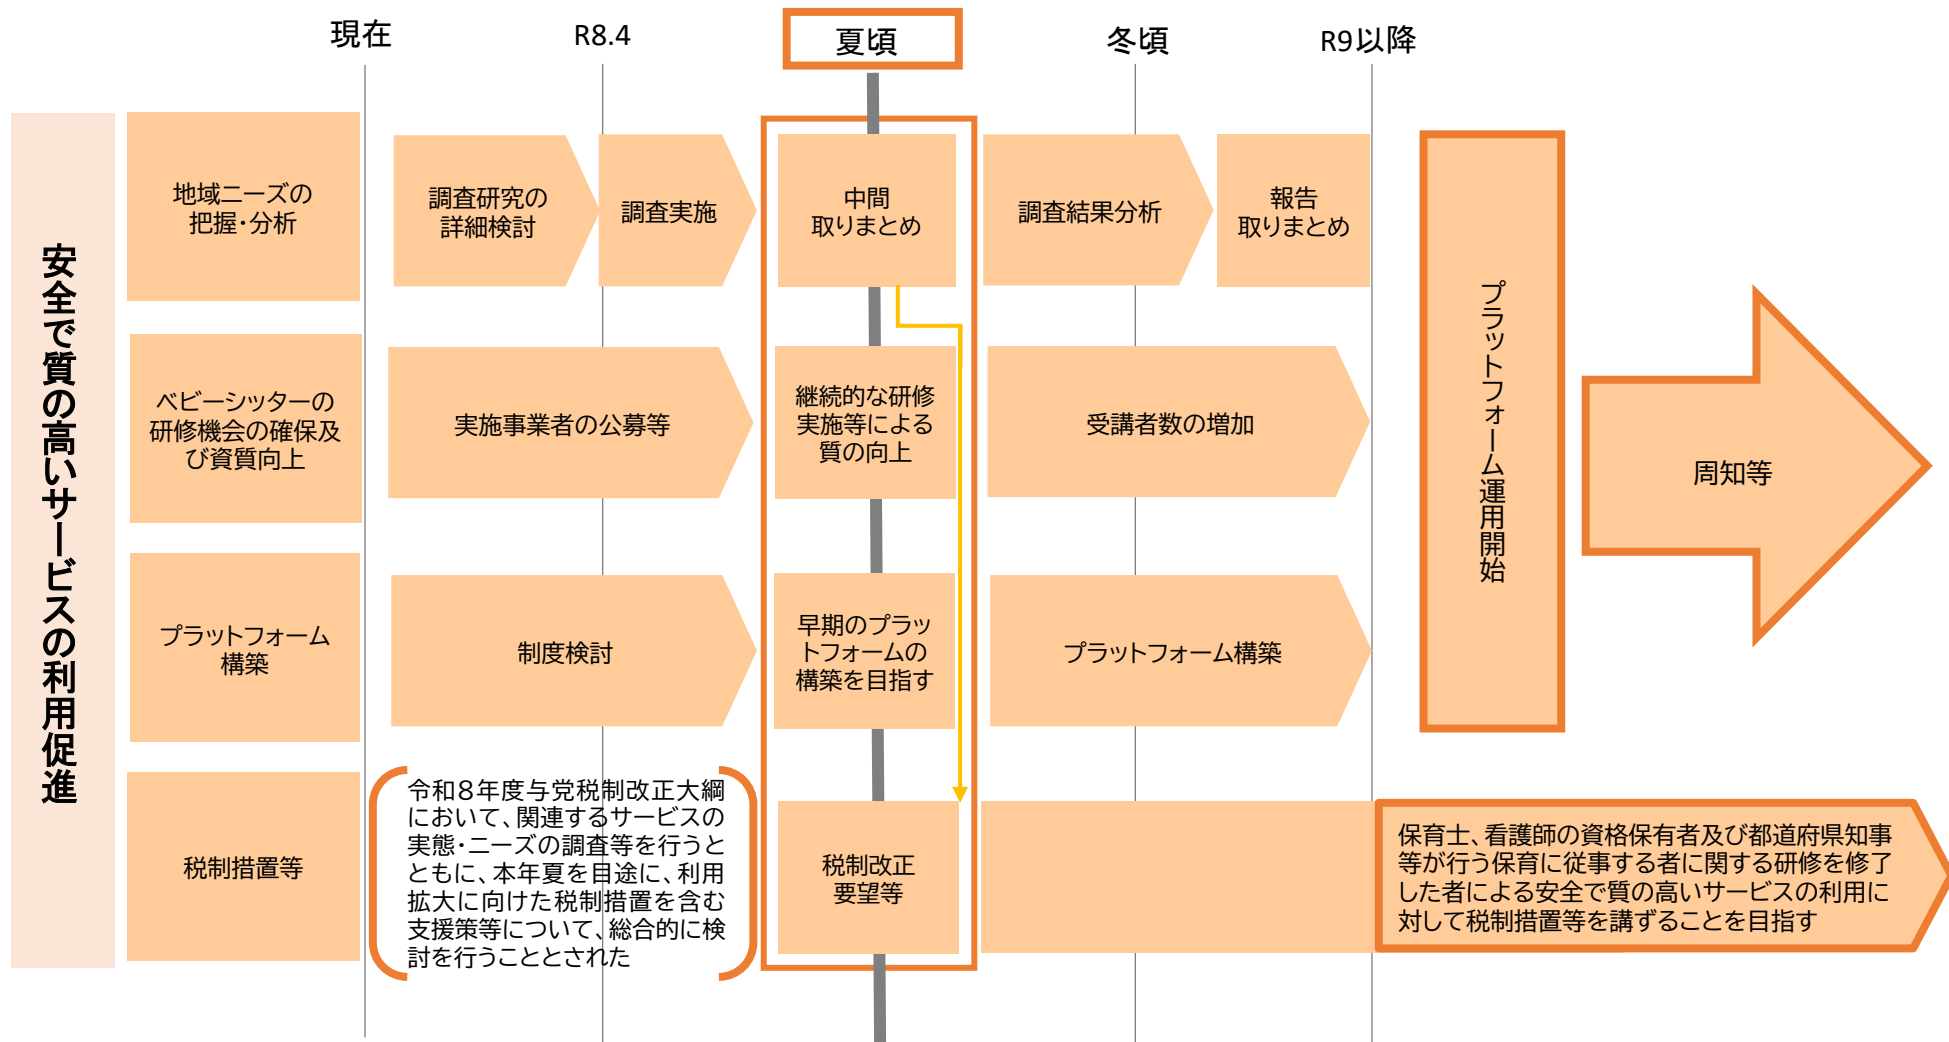 現在
R8.4
夏頃
冬頃
R9以降
安全で質の高いサービスの利用促進
地域ニーズの
把握・分析
調査研究の
詳細検討
調査実施
中間
取りまとめ
調査結果分析
報告
取りまとめ
ベビーシッターの
研修機会の確保及
び資質向上
実施事業者の公募等
継続的な研修
実施等による
質の向上
受講者数の増加
プラットフォーム
構築
制度検討
早期のプラッ
トフォームの
構築を目指す
プラットフォーム構築
プラットフォーム運用開始
周知等
税制措置等
令和８年度与党税制改正大綱
において、関連するサービスの
実態・ニーズの調査等を行うと
ともに、本年夏を目途に、利用
拡大に向けた税制措置を含む
支援策等について、総合的に検
討を行うこととされた
税制改正
要望等
保育士、看護師の資格保有者及び都道府県知事
等が行う保育に従事する者に関する研修を修了
した者による安全で質の高いサービスの利用に
対して税制措置等を講ずることを目指す